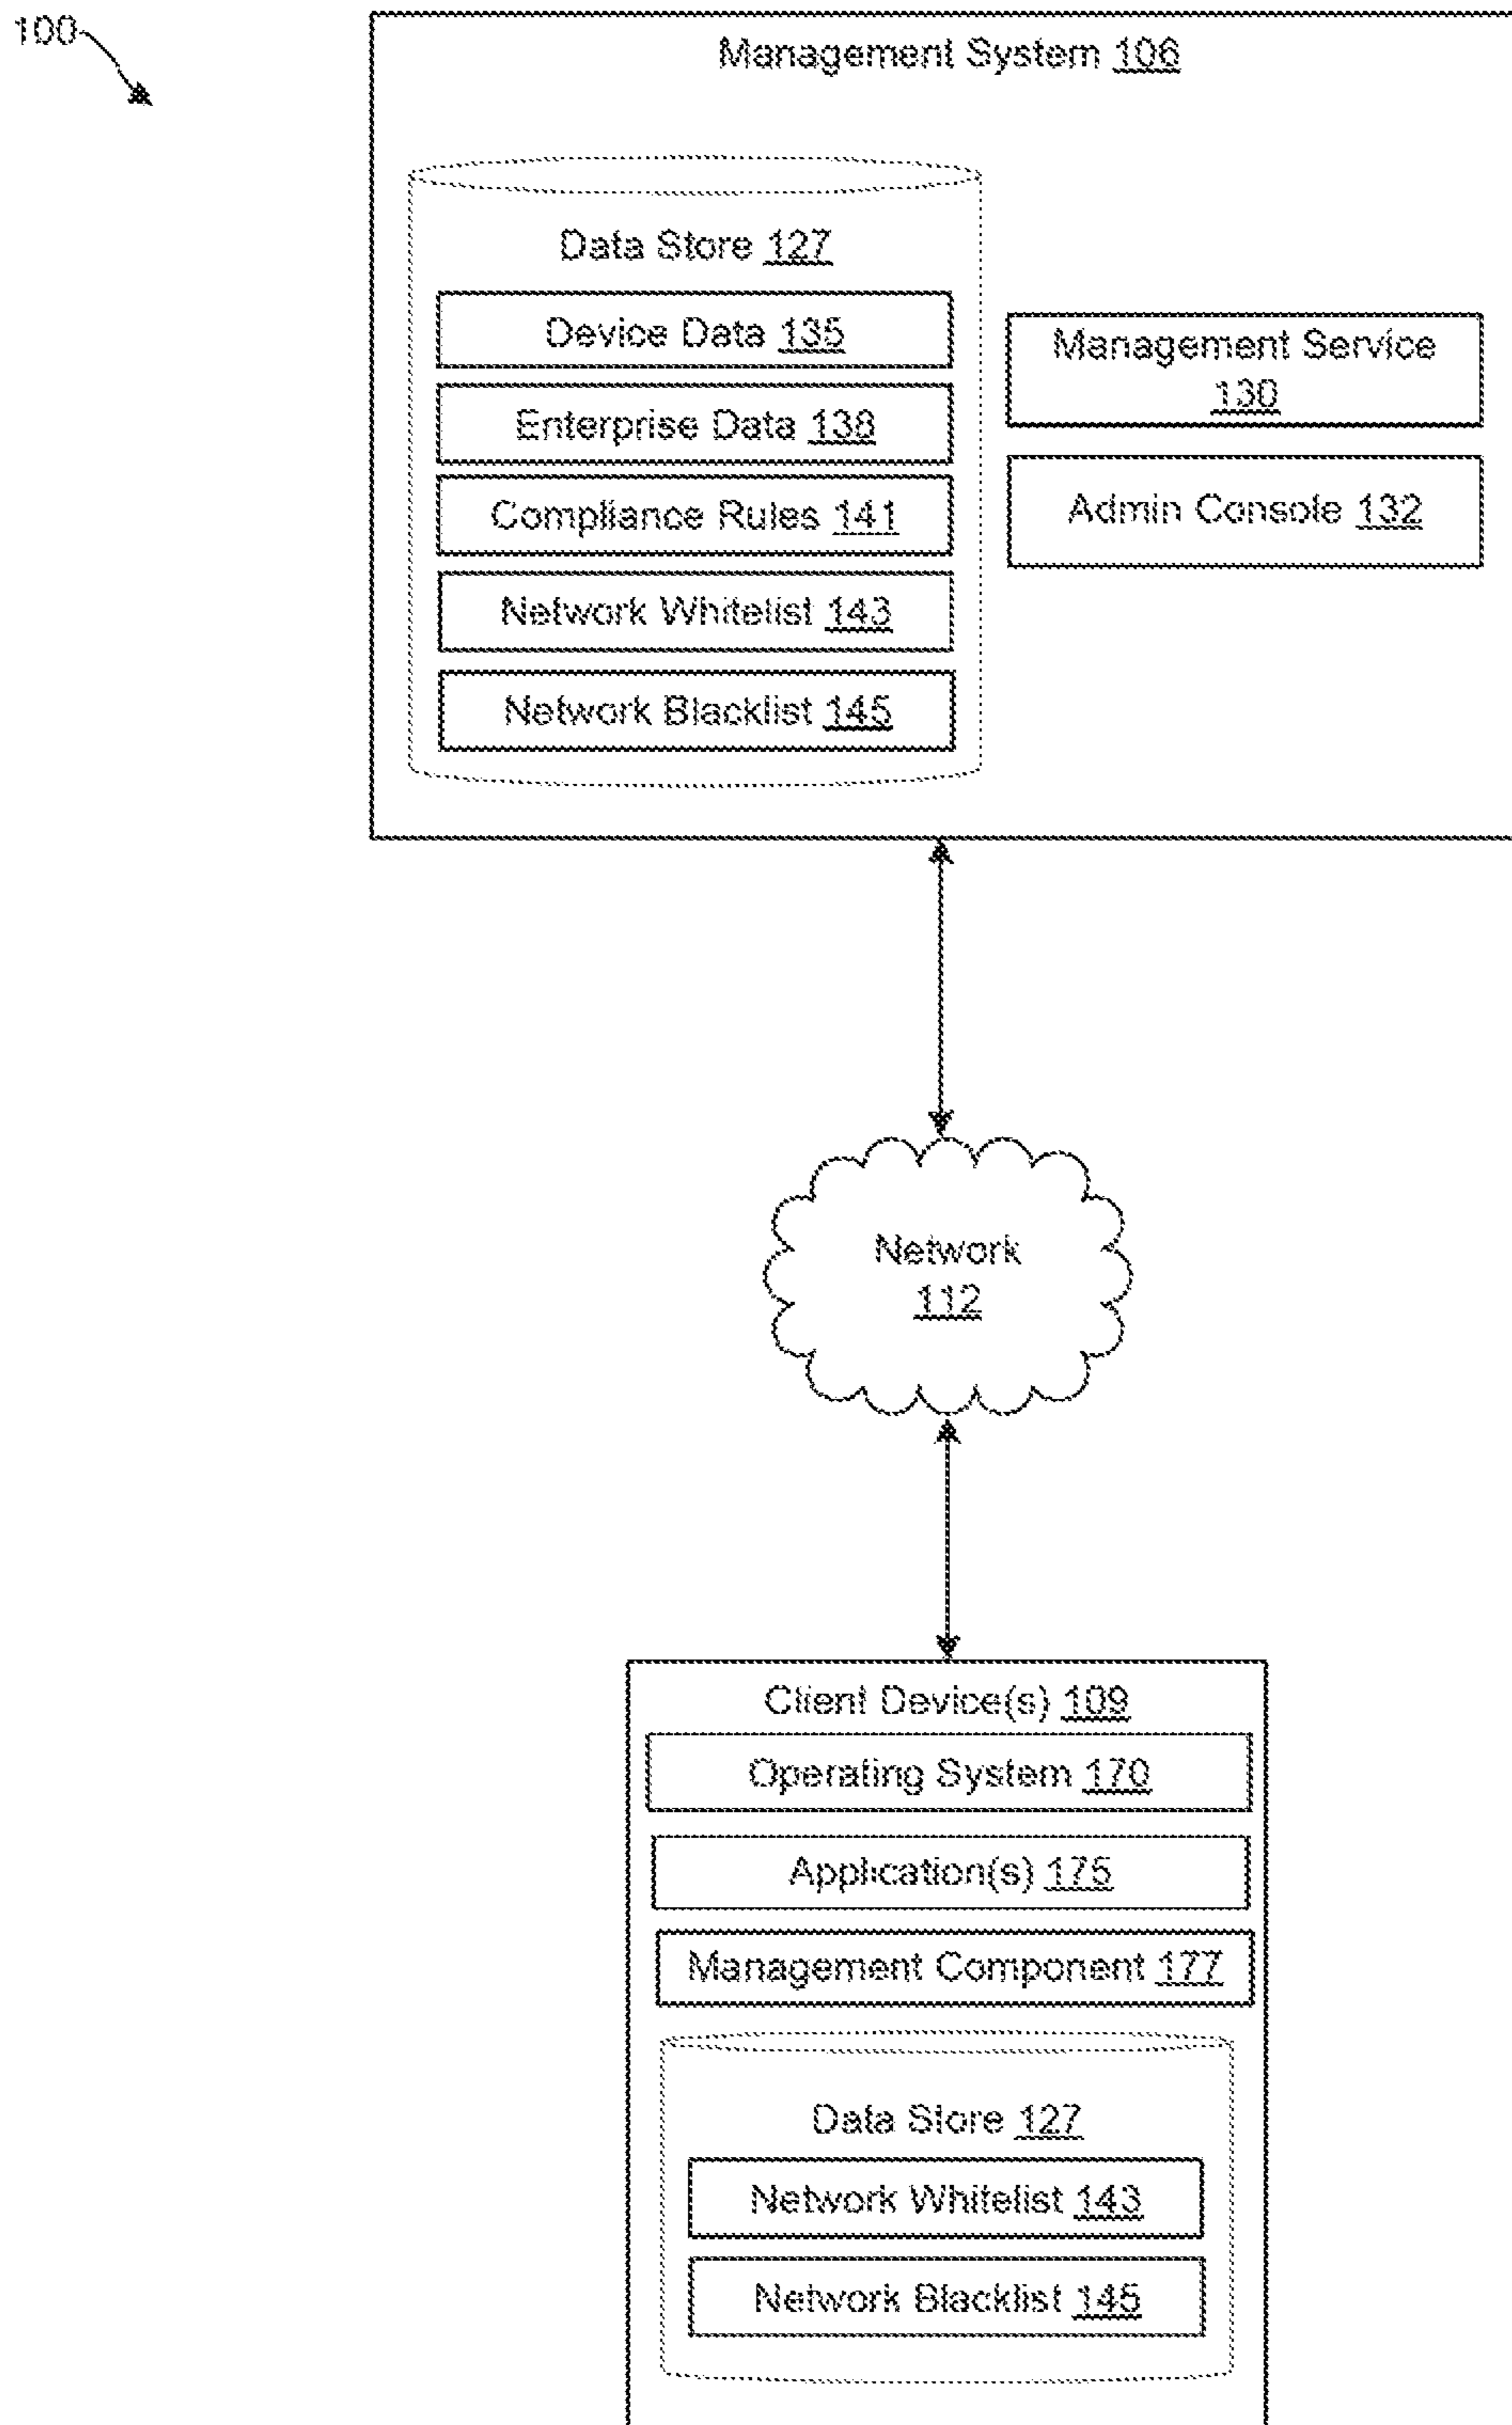 100
Management System 106
Data Store 127
Device Data 135
Enterprise Data 138
Compliance Rules 141
Network Whitelist 143
Network Blacklist 145
Management Service
130
Admin Console 132
Network
112
Client Device(s) 109
Operating System 170
Application(s) 175
Management Component 177
Data Store 127
Network Whitelist 143
Network Blacklist 145